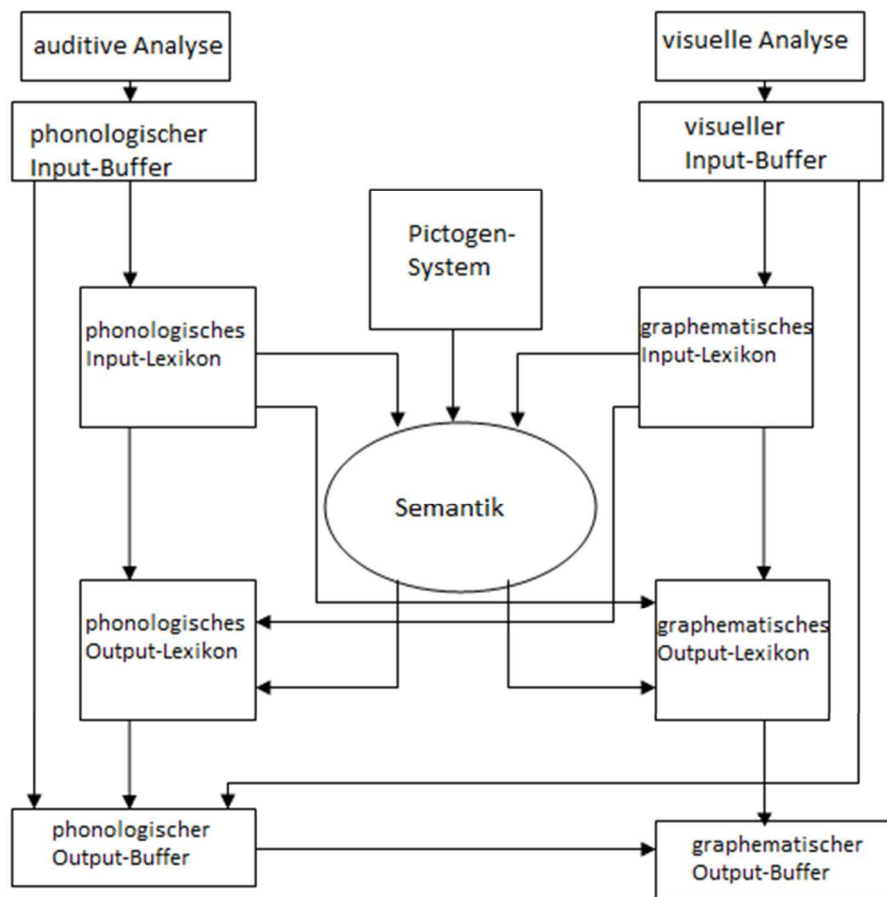 auditive Analyse
visuelle Analyse
phonologischer
Input-Buffer
visueller
Input-Buffer
Pictogen-
System
phonologisches
Input-Lexikon
graphematisches
Input-Lexikon
Semantik
phonologisches
Output-Lexikon
graphematisches
Output-Lexikon
phonologischer
Output-Buffer
graphematischer
Output-Buffer